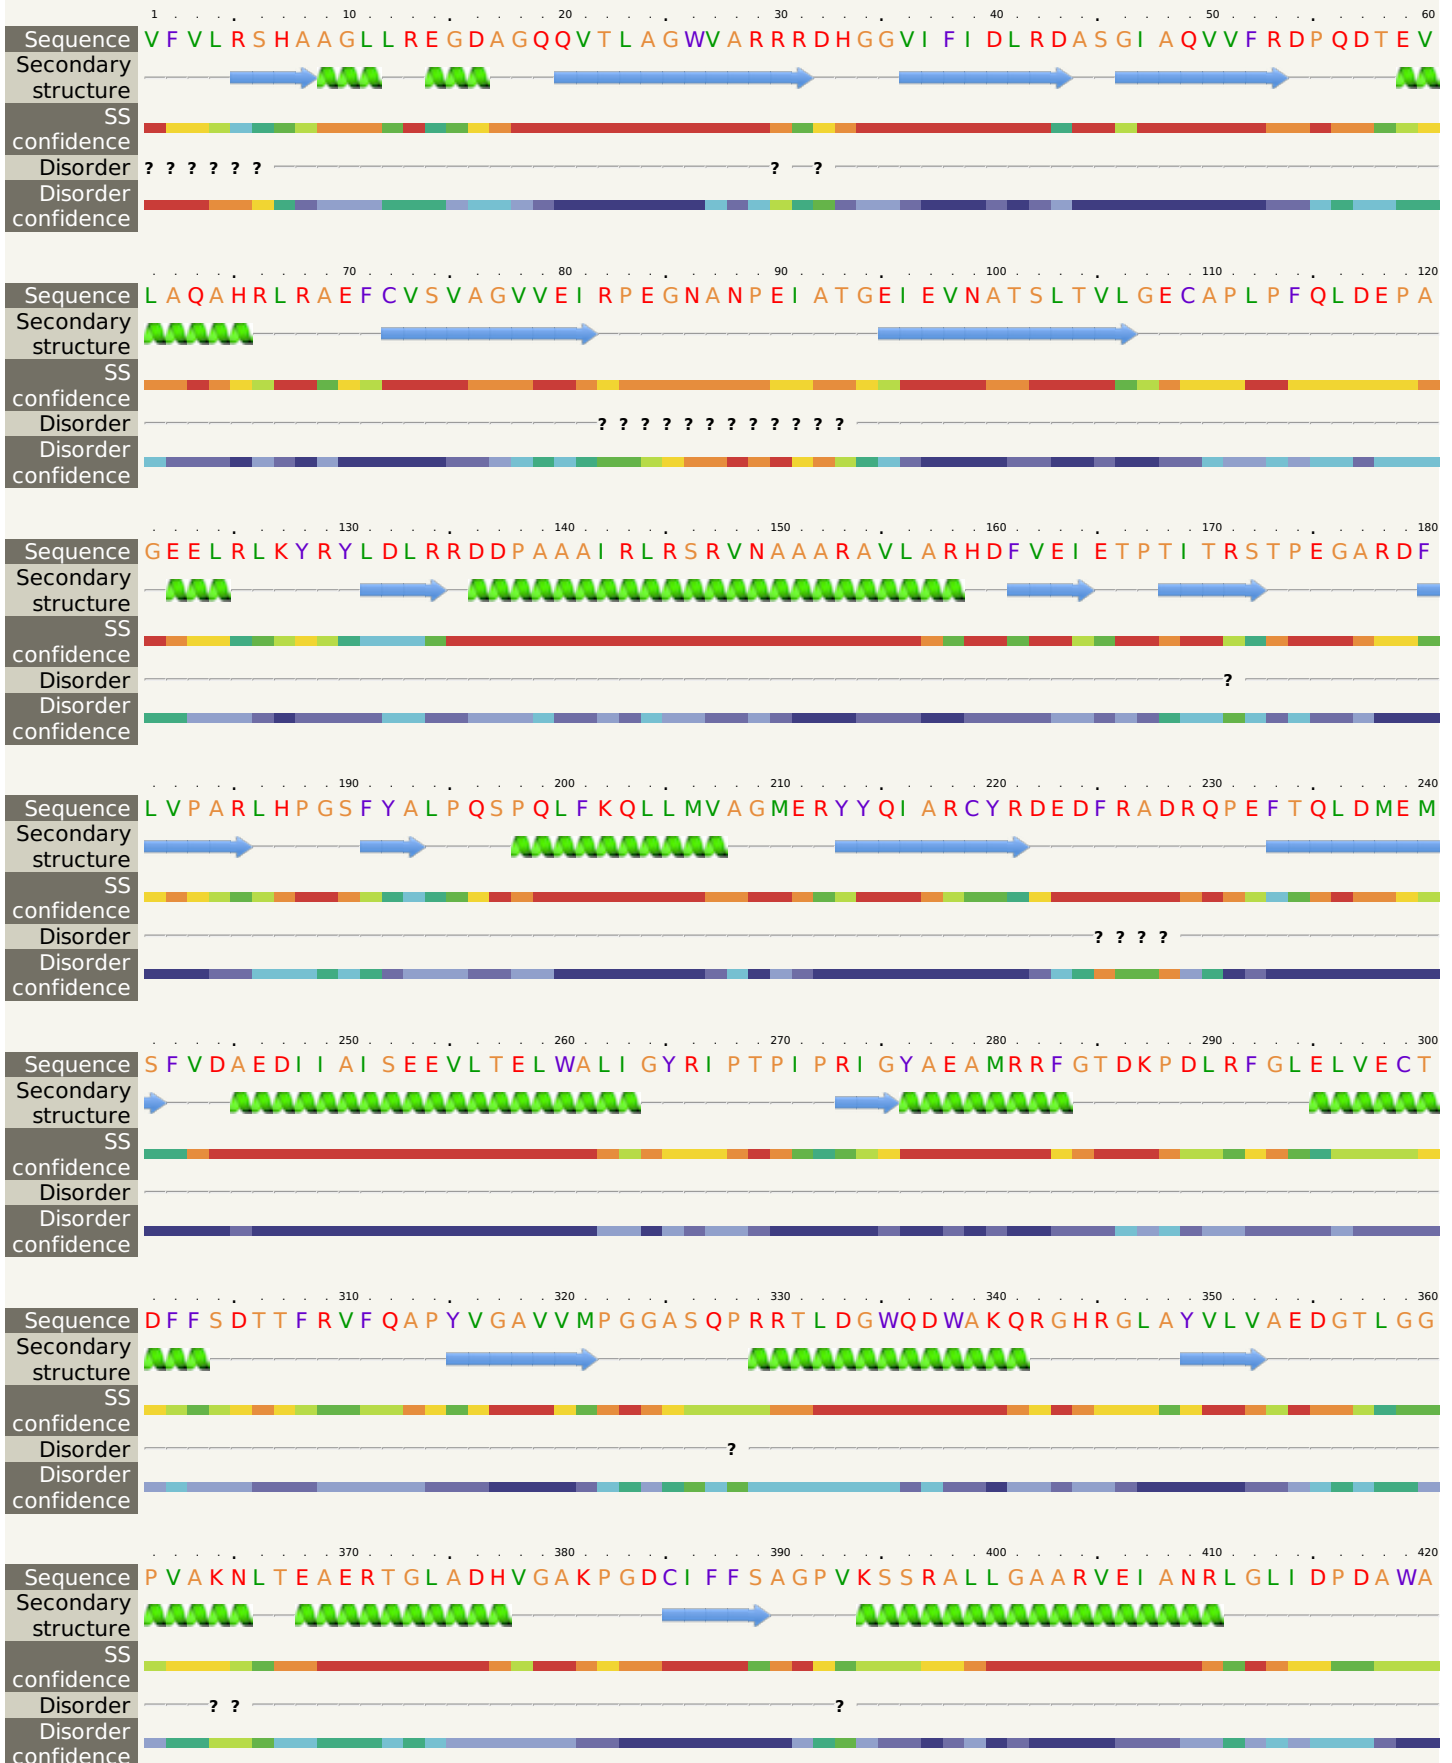 1 10 20 30 40 50 60
Sequence VFVLRSHAAGLLREGDAGQQVTLAGWVARRRDHGGVIFIDLRDASGIAQVVFRDPQDTEV
Secondary
structure
SS
confidence
Disorder ? ? ? ? ? ? ? ?
Disorder
confidence
70 80 90 100 110 120
Sequence LAQAHRLRAEFCVSVAGVVEIRPEGNANPEIATGEIEVNATSLTVLGECAPLPFQLDEPA
Secondary
structure
SS
confidence
Disorder ? ? ? ? ? ? ? ? ? ? ? ?
Disorder
confidence
130 140 150 160 170 180
Sequence GEELRLKYRYLDLRRDDPAAAIRLRSRVNAAARAVLARHDFVEIETPTITRSTPEGARDF
Secondary
structure
SS
confidence
Disorder ?
Disorder
confidence
190 200 210 220 230 240
Sequence LVPARLHPGSFYALPQSPQLFKQLLMVAGMERYYQIARCYRDEDFRADRQPEFTQLDMEM
Secondary
structure
SS
confidence
Disorder ? ? ? ?
Disorder
confidence
250 260 270 280 290 300
Sequence SFVDAEDIIAISEEVLTELWALIGYRIPTPIPRIGYAEAMRRFGTDKPDLRFGLELVECT
Secondary
structure
SS
confidence
Disorder
Disorder
confidence
310 320 330 340 350 360
Sequence DFFSDTTFRVFQAPYVGAVVMPGGASQPRRTLDGWQDWAKQRGHRGLAYVLVAEDGTLGG
Secondary
structure
SS
confidence
Disorder ?
Disorder
confidence
370 380 390 400 410 420
Sequence PVAKNLTEAERTGLADHVGAKPGDCIFFSAGPVKSSRALLGAARVEIANRLGLIDPDAWA
Secondary
structure
SS
confidence
Disorder ? ? ?
Disorder
confidence